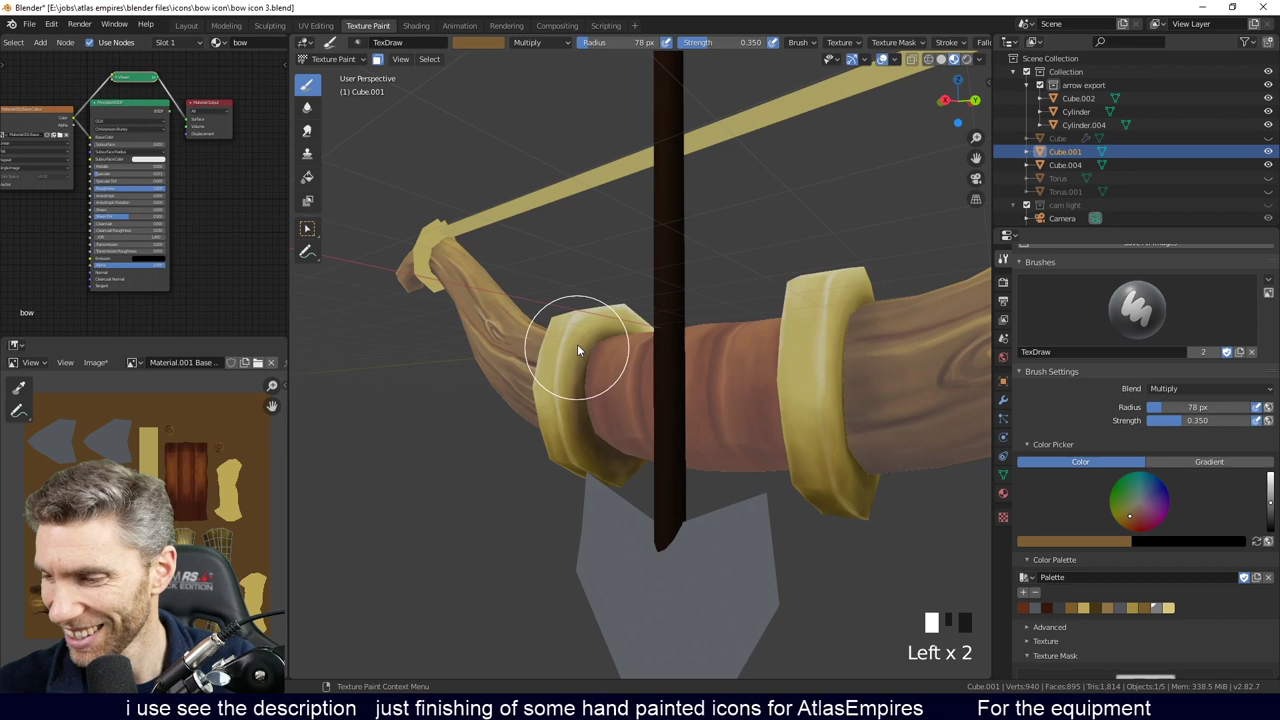 Blender* [E:\jobs\atlas empires\blender files\icons\bow icon\bow icon 3.blend]
File Edit Render Window Help Layout Modeling Sculpting UV Editing Texture Paint Shading Animation Rendering Compositing Scripting + Scene View Layer
Select Add Node Use Nodes Slot 1 bow TexDraw Multiply Radius 78 px Strength 0.350 Brush Texture Texture Mask Stroke
Texture Paint View Select
User Perspective
(1) Cube.001
Scene Collection
Collection
arrow export
Cube.002
Cylinder
Cylinder.004
Cube
Cube.001
Cube.004
Torus
Torus.001
cam light
Camera
Brushes
TexDraw 2
Brush Settings
Blend Multiply
Radius 78 px
Strength 0.350
Color Picker
Color Gradient
Color Palette
Palette
Advanced
Texture
Texture Mask
bow
View View Image* Material.001 Base ..
Left x 2
Texture Paint Context Menu
Cube.001 | Verts:940 | Faces:895 | Tris:1,814 | Objects:1/5 | Mem: 338.5 MiB | v2.82.7
i use see the description just finishing of some hand painted icons for AtlasEmpires For the equipment